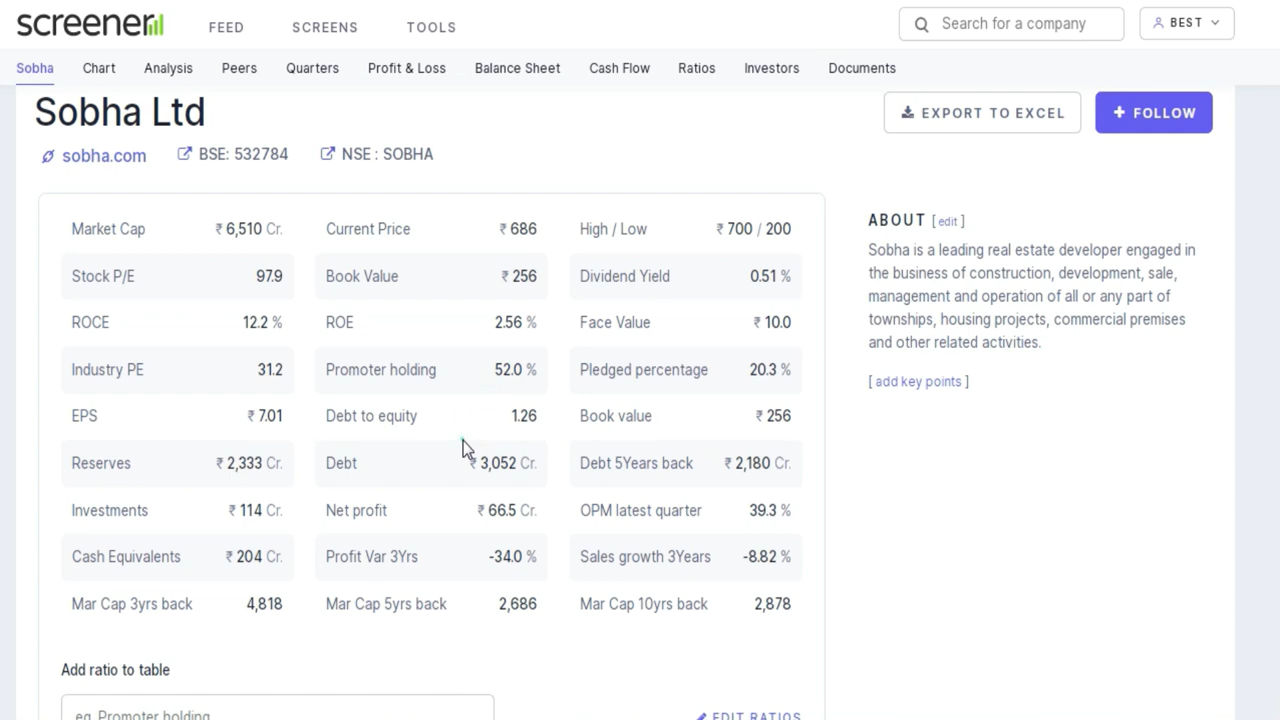 screener FEED SCREENS TOOLS Search for a company BEST
Sobha Chart Analysis Peers Quarters Profit & Loss Balance Sheet Cash Flow Ratios Investors Documents
Sobha Ltd EXPORT TO EXCEL + FOLLOW
sobha.com BSE: 532784 NSE : SOBHA
Market Cap ₹ 6,510 Cr. Current Price ₹ 686 High / Low ₹ 700 / 200
Stock P/E 97.9 Book Value ₹ 256 Dividend Yield 0.51 %
ROCE 12.2 % ROE 2.56 % Face Value ₹ 10.0
Industry PE 31.2 Promoter holding 52.0 % Pledged percentage 20.3 %
EPS ₹ 7.01 Debt to equity 1.26 Book value ₹ 256
Reserves ₹ 2,333 Cr. Debt ₹ 3,052 Cr. Debt 5Years back ₹ 2,180 Cr.
Investments ₹ 114 Cr. Net profit ₹ 66.5 Cr. OPM latest quarter 39.3 %
Cash Equivalents ₹ 204 Cr. Profit Var 3Yrs -34.0 % Sales growth 3Years -8.82 %
Mar Cap 3yrs back 4,818 Mar Cap 5yrs back 2,686 Mar Cap 10yrs back 2,878
Add ratio to table
eg. Promoter holding EDIT RATIOS
ABOUT [ edit ]
Sobha is a leading real estate developer engaged in
the business of construction, development, sale,
management and operation of all or any part of
townships, housing projects, commercial premises
and other related activities.
[ add key points ]